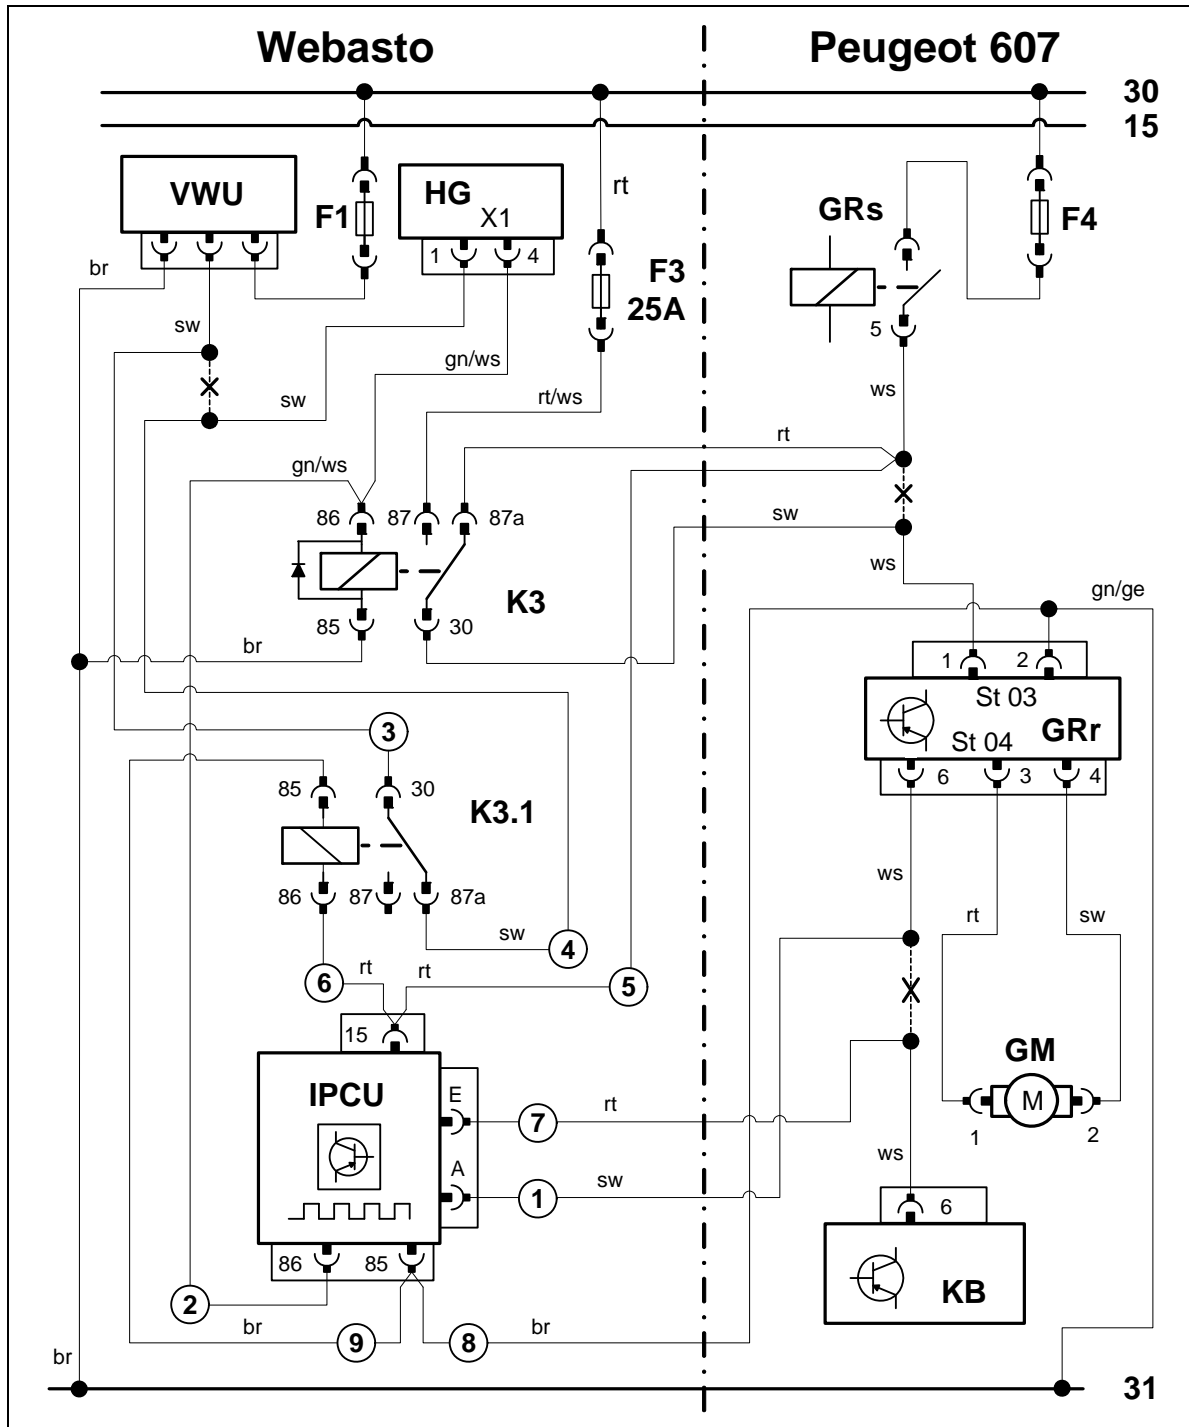 Webasto
Peugeot 607
30
15
VWU
F1
HG
X1
1
4
rt
GRs
F4
br
F3
25A
5
sw
gn/ws
ws
rt/ws
sw
rt
gn/ws
86
87
87a
sw
ws
gn/ge
K3
85
30
br
1
2
St 03
GRr
St 04
3
6
3
4
85
30
K3.1
86
87
87a
ws
rt
sw
sw
4
6
rt
rt
5
15
IPCU
E
7
rt
GM
M
1
2
A
1
sw
ws
6
86
85
KB
2
br
9
8
br
br
31